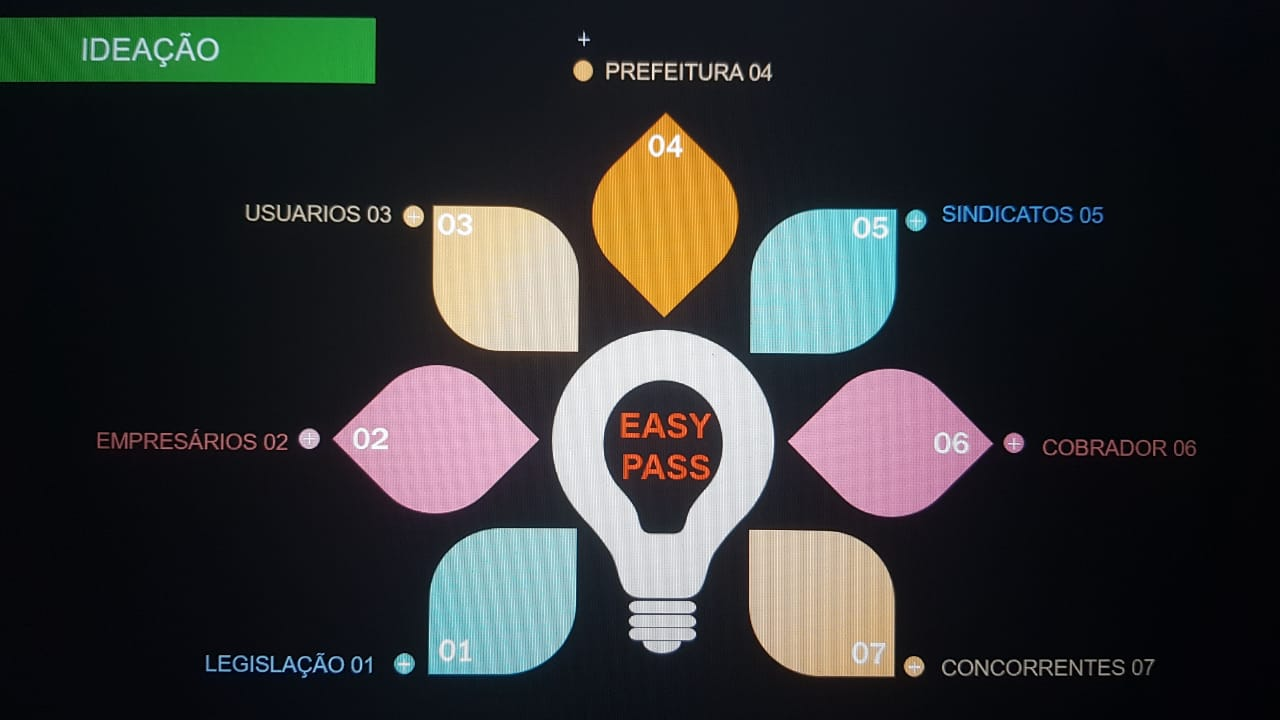 IDEAÇÃO
PREFEITURA 04
04
USUARIOS 03
03
05
SINDICATOS 05
EMPRESÁRIOS 02
02
EASY
PASS
06
COBRADOR 06
LEGISLAÇÃO 01
01
07
CONCORRENTES 07